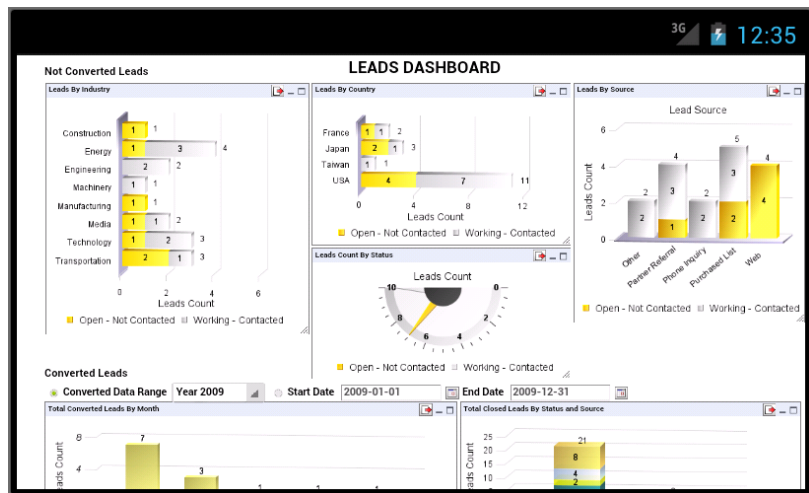 3G 12:35
Not Converted Leads
LEADS DASHBOARD
Leads By Industry
Construction 1 1
Energy 1 3 4
Engineering 2 2
Machinery 1 1
Manufacturing 1 1
Media 1 1 2
Technology 1 2 3
Transportation 2 1 3
0 2 4 6
Leads Count
Open - Not Contacted Working - Contacted
Leads By Country
France 1 1 2
Japan 2 1 3
Taiwan 1 1
USA 4 7 11
0 4 8 12
Leads Count
Open - Not Contacted Working - Contacted
Leads Count By Status
Leads Count
10 0
8 2
6 4
Open - Not Contacted Working - Contacted
Leads By Source
Lead Source
6
4
2
0
Leads Count
2 4 2 5 4
2 3 2 3 4
1 2
Other Partner Referral Phone Inquiry Purchased List Web
Open - Not Contacted Working - Contacted
Converted Leads
Converted Data Range Year 2009 Start Date 2009-01-01 End Date 2009-12-31
Total Converted Leads By Month
8
4
7
3
Total Closed Leads By Status and Source
25
20
15
10
21
8
4
2